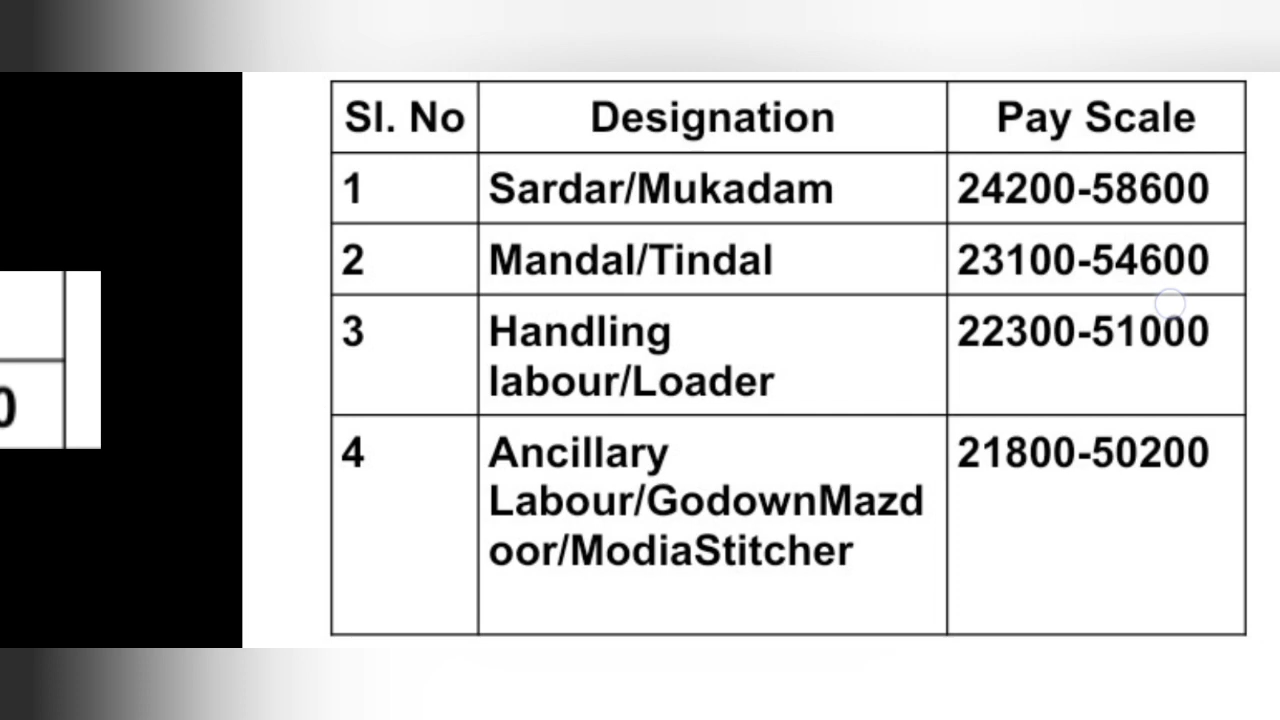 Sl. No Designation Pay Scale
1 Sardar/Mukadam 24200-58600
2 Mandal/Tindal 23100-54600
3 Handling 22300-51000
labour/Loader
4 Ancillary 21800-50200
Labour/GodownMazd
oor/ModiaStitcher
0